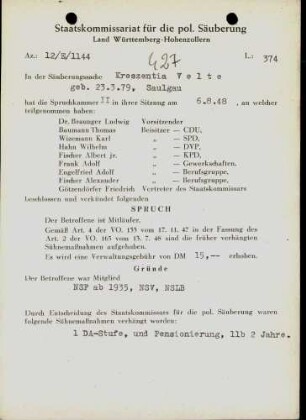 Staatskommissariat für die pol. Säuberung
Land Württemberg-Hohenzollern
Az.: 12/E/1144
427
L: 374
In der Säuberungssache Kreszentia Welte
geb. 23.3.79, Saulgau
hat die Spruchkammer II in ihrer Sitzung am 6.8.48, an welcher
teilgenommen haben:
Dr. Beuniger Ludwig Vorsitzender
Baumann Thomas Beisitzer — CDU,
Wizemann Karl „ — SPD,
Hahn Wilhelm „ — DVP,
Fischer Albert jr. „ — KPD,
Frank Adolf „ — Gewerkschaften,
Engelfried Adolf „ — Berufsgruppe,
Fischer Alexander „ — Berufsgruppe,
Götzendörfer Friedrich Vertreter des Staatskommissars
beschlossen und verkündet folgenden
SPRUCH
Der Betroffene ist Mitläufer.
Gemäß Art. 4 der VO. 133 vom 17. 11. 47 in der Fassung des
Art. 2 der VO. 165 vom 13. 7. 48 sind die früher verhängten
Sühnemaßnahmen aufgehoben.
Es wird eine Verwaltungsgebühr von DM 15,-- erhoben.
Gründe
Der Betroffene war Mitglied
NSF ab 1935, NSV, NSLB
Durch Entscheidung des Staatskommissars für die pol. Säuberung waren
folgende Sühnemaßnahmen verhängt worden:
1 DA-Stufe, und Pensionierung, 11b 2 Jahre.